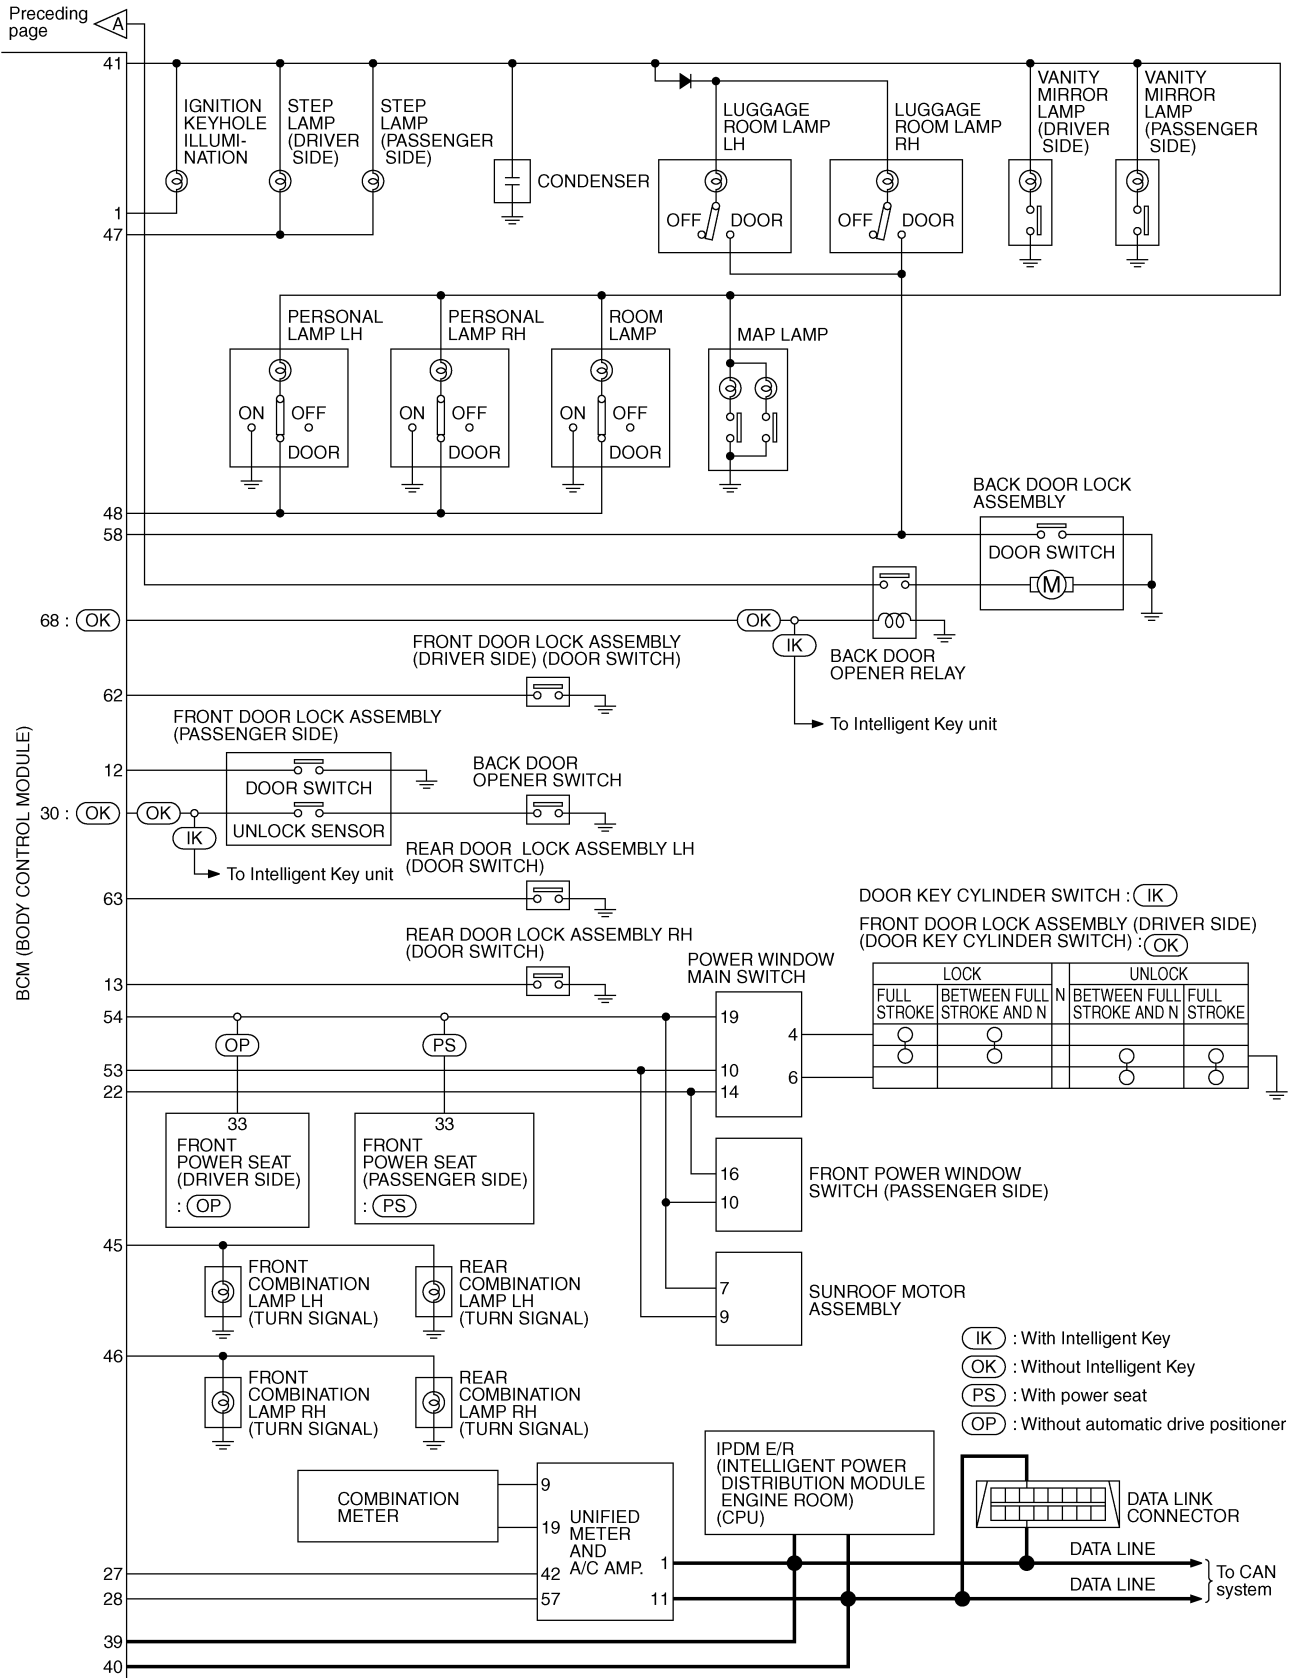 Preceding
page
A
41
IGNITION
KEYHOLE
ILLUMI-
NATION
STEP
LAMP
(DRIVER
SIDE)
STEP
LAMP
(PASSENGER
SIDE)
CONDENSER
LUGGAGE
ROOM LAMP
LH
OFF
DOOR
LUGGAGE
ROOM LAMP
RH
OFF
DOOR
VANITY
MIRROR
LAMP
(DRIVER
SIDE)
VANITY
MIRROR
LAMP
(PASSENGER
SIDE)
1
47
PERSONAL
LAMP LH
ON
OFF
DOOR
PERSONAL
LAMP RH
ON
OFF
DOOR
ROOM
LAMP
ON
OFF
DOOR
MAP LAMP
48
58
BACK DOOR LOCK
ASSEMBLY
DOOR SWITCH
M
68 : OK
OK
IK
BACK DOOR
OPENER RELAY
To Intelligent Key unit
FRONT DOOR LOCK ASSEMBLY
(DRIVER SIDE) (DOOR SWITCH)
62
FRONT DOOR LOCK ASSEMBLY
(PASSENGER SIDE)
12
DOOR SWITCH
BACK DOOR
OPENER SWITCH
30 : OK
OK
IK
UNLOCK SENSOR
To Intelligent Key unit
REAR DOOR LOCK ASSEMBLY LH
(DOOR SWITCH)
63
REAR DOOR LOCK ASSEMBLY RH
(DOOR SWITCH)
13
BCM (BODY CONTROL MODULE)
DOOR KEY CYLINDER SWITCH : IK
FRONT DOOR LOCK ASSEMBLY (DRIVER SIDE)
(DOOR KEY CYLINDER SWITCH) : OK
LOCK
N
UNLOCK
FULL
STROKE
BETWEEN FULL
STROKE AND N
BETWEEN FULL
STROKE AND N
FULL
STROKE
POWER WINDOW
MAIN SWITCH
54
19
4
OP
PS
53
10
6
22
14
33
FRONT
POWER SEAT
(DRIVER SIDE)
: OP
33
FRONT
POWER SEAT
(PASSENGER SIDE)
: PS
16
10
FRONT POWER WINDOW
SWITCH (PASSENGER SIDE)
7
9
SUNROOF MOTOR
ASSEMBLY
45
FRONT
COMBINATION
LAMP LH
(TURN SIGNAL)
REAR
COMBINATION
LAMP LH
(TURN SIGNAL)
46
FRONT
COMBINATION
LAMP RH
(TURN SIGNAL)
REAR
COMBINATION
LAMP RH
(TURN SIGNAL)
IK : With Intelligent Key
OK : Without Intelligent Key
PS : With power seat
OP : Without automatic drive positioner
COMBINATION
METER
9
19
42
57
UNIFIED
METER
AND
A/C AMP.
1
11
IPDM E/R
(INTELLIGENT POWER
DISTRIBUTION MODULE
ENGINE ROOM)
(CPU)
DATA LINK
CONNECTOR
DATA LINE
DATA LINE
To CAN
system
27
28
39
40